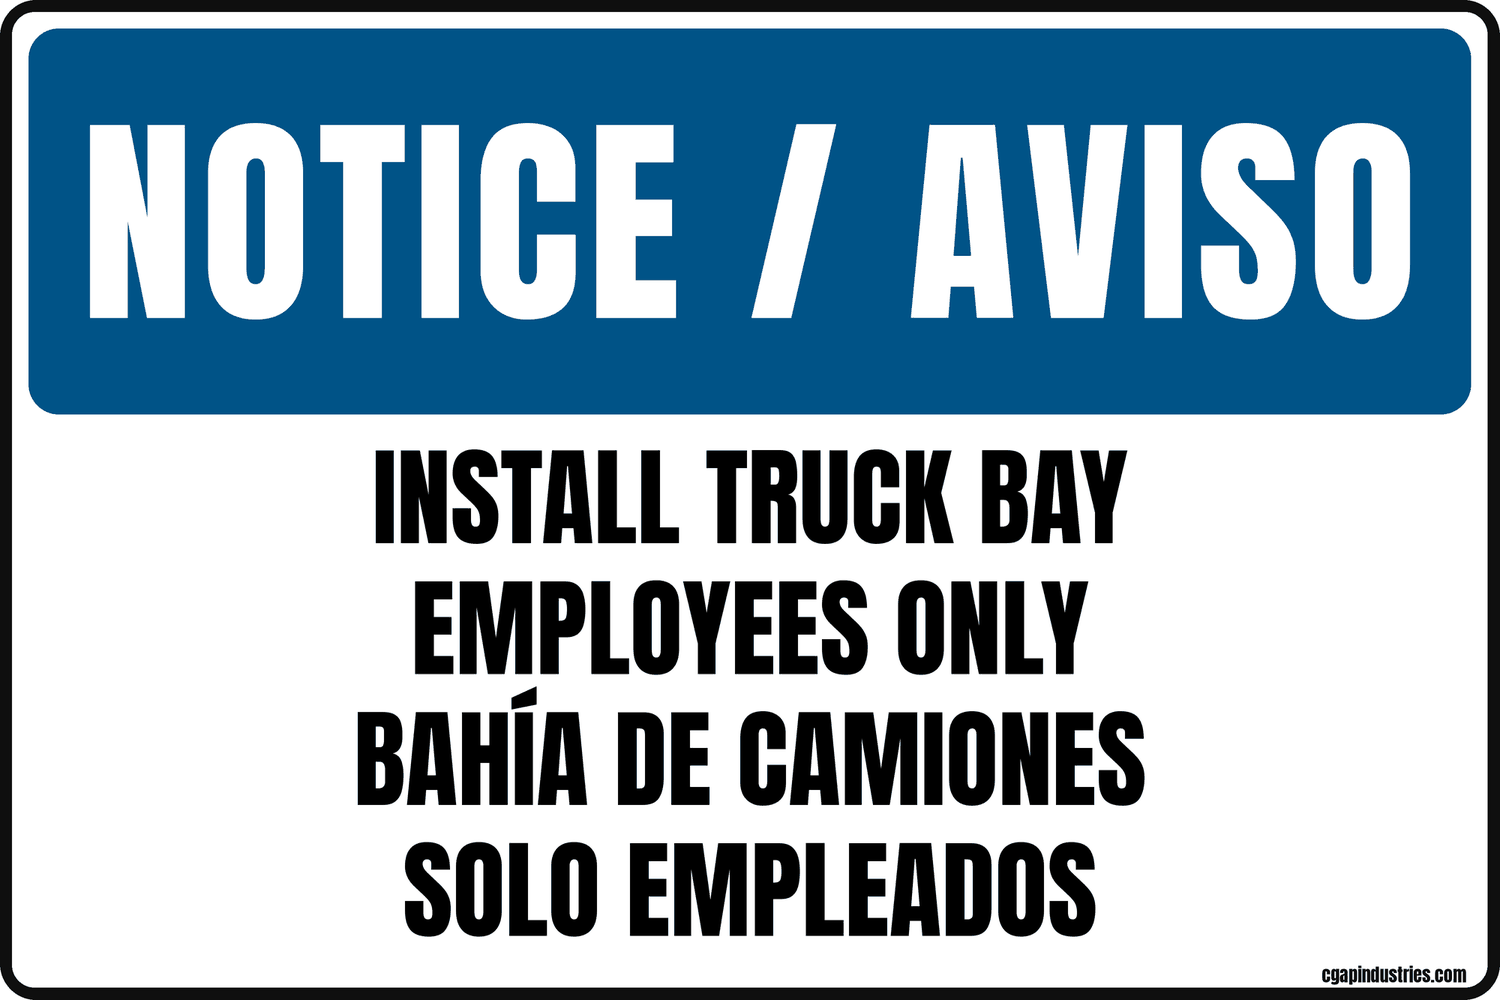 NOTICE / AVISO
INSTALL TRUCK BAY
EMPLOYEES ONLY
BAHÍA DE CAMIONES
SOLO EMPLEADOS
cgapindustries.com